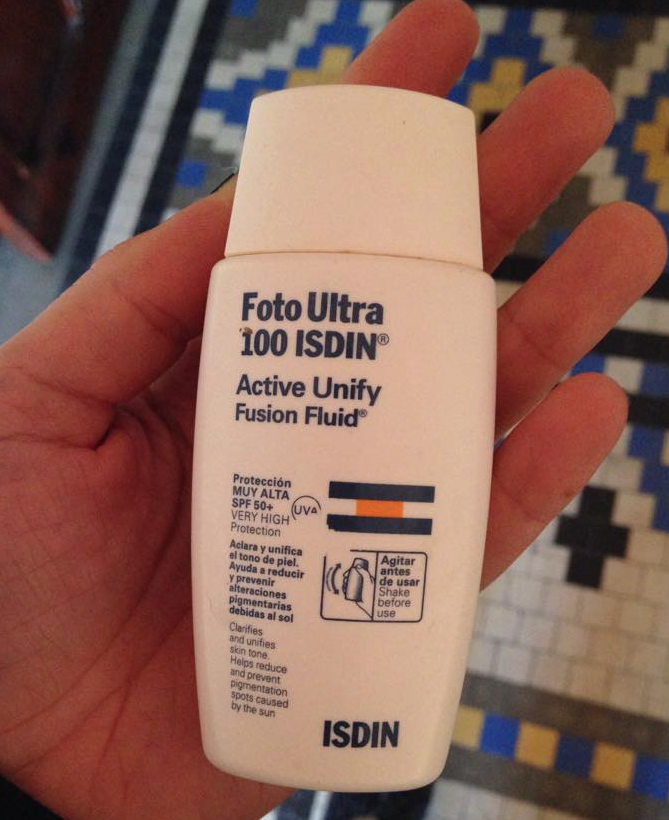 Foto Ultra
100 ISDIN®
Active Unify
Fusion Fluid®
Protección
MUY ALTA
SPF 50+
VERY HIGH
Protection
UVA
Aclara y unifica
el tono de piel.
Ayuda a reducir
y prevenir
alteraciones
pigmentarias
debidas al sol
Clarifies
and unifies
skin tone.
Helps reduce
and prevent
pigmentation
spots caused
by the sun
Agitar
antes
de usar
Shake
before
use
ISDIN